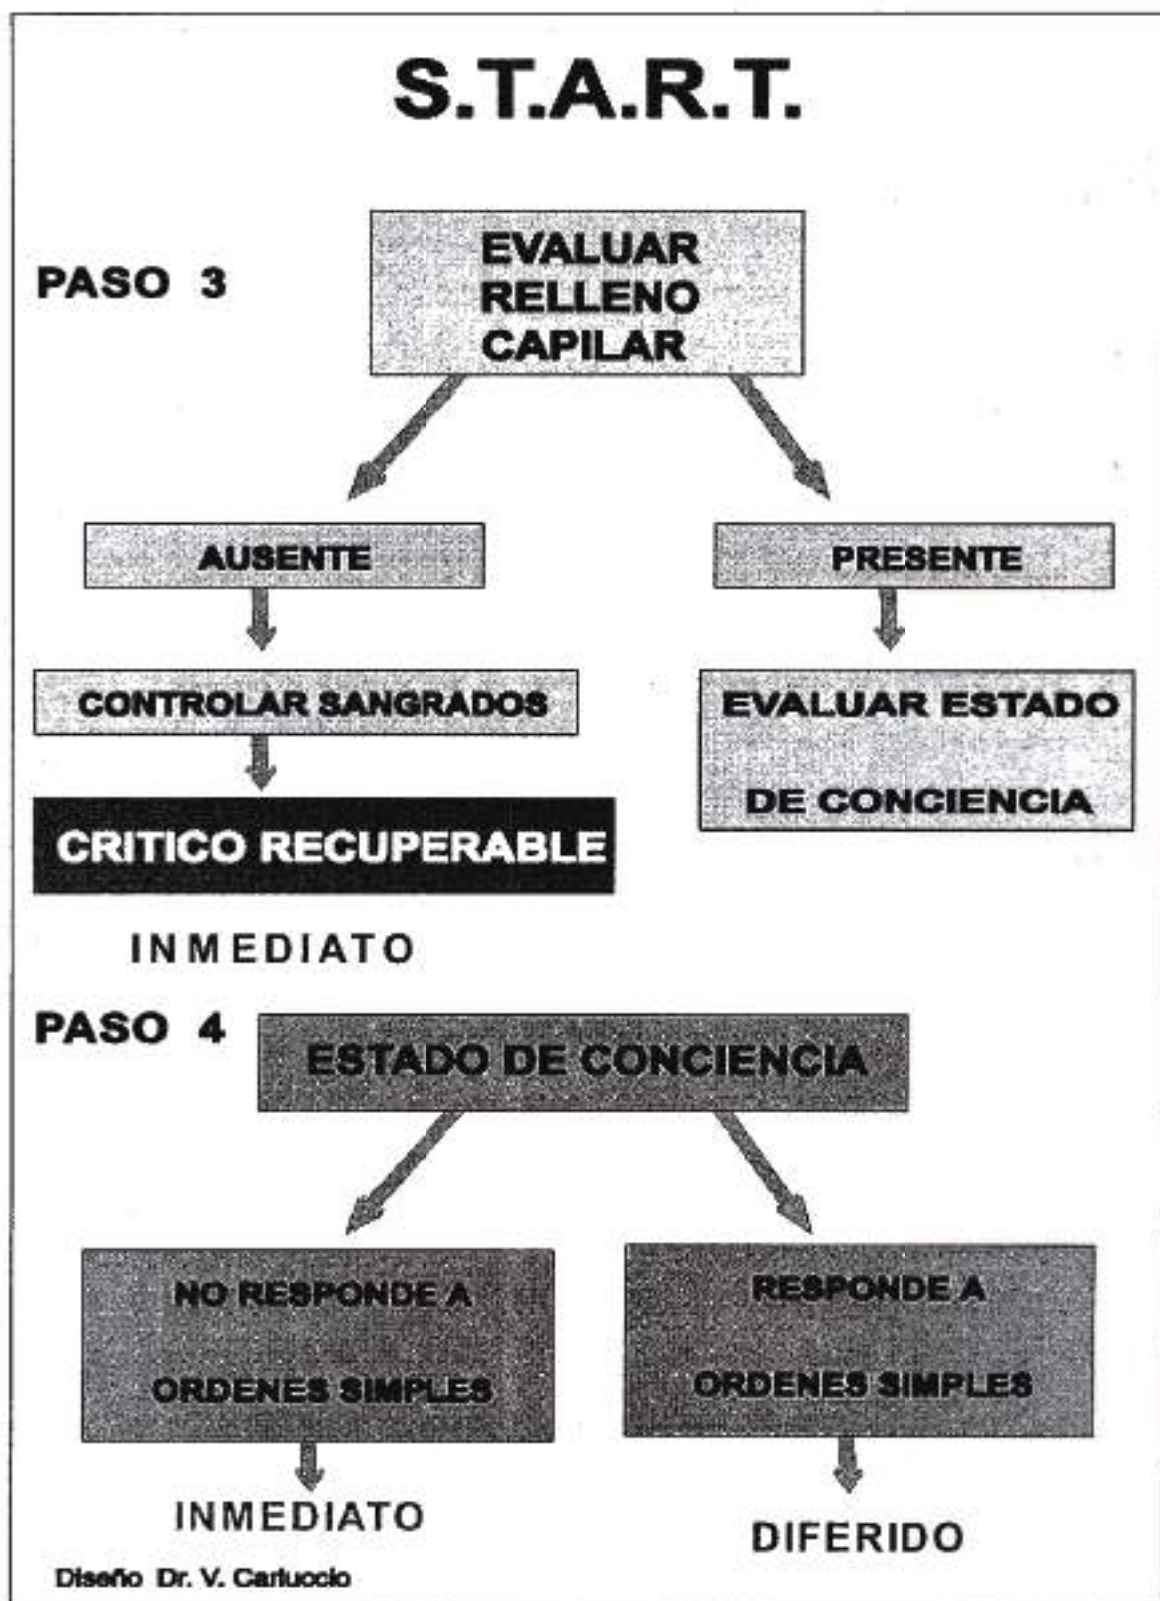 S.T.A.R.T.
PASO 3
EVALUAR
RELLENO
CAPILAR
AUSENTE
PRESENTE
CONTROLAR SANGRADOS
EVALUAR ESTADO
DE CONCIENCIA
CRITICO RECUPERABLE
INMEDIATO
PASO 4
ESTADO DE CONCIENCIA
NO RESPONDE A
ORDENES SIMPLES
RESPONDE A
ORDENES SIMPLES
INMEDIATO
DIFERIDO
Diseño Dr. V. Carluccio